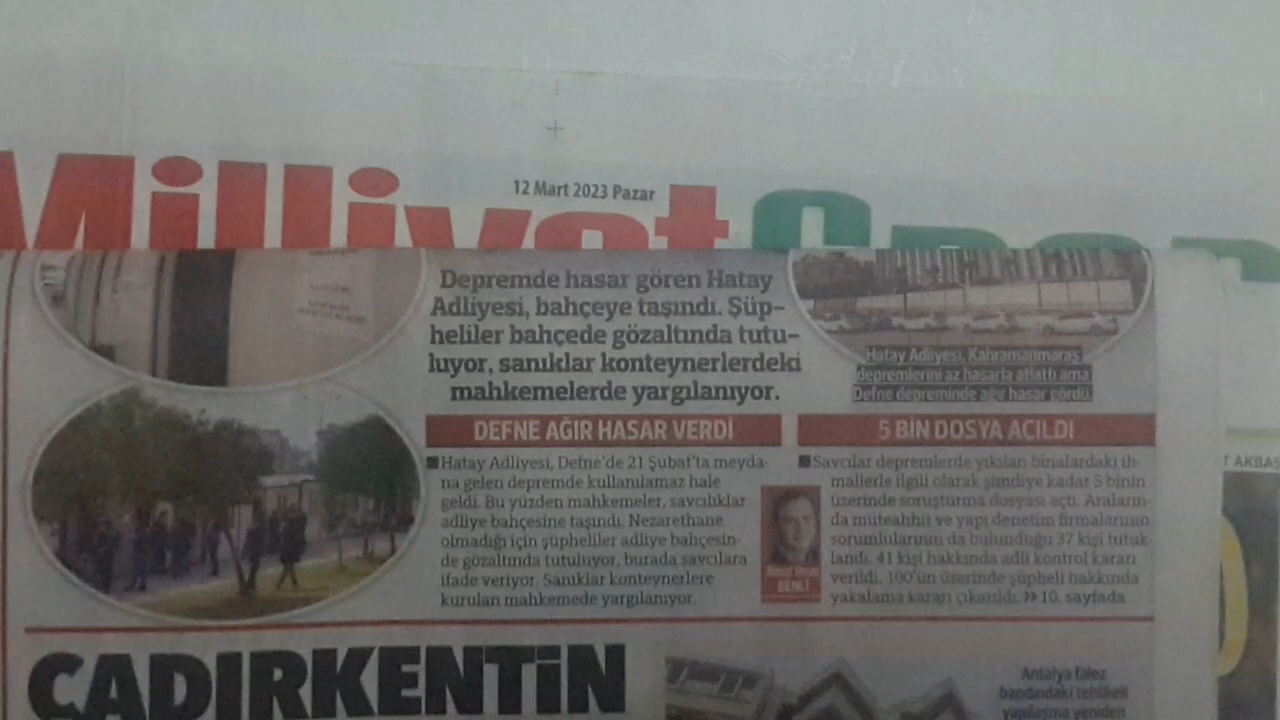 12 Mart 2023 Pazar
Milliyet Spor
Depremde hasar gören Hatay
Adliyesi, bahçeye taşındı. Şüp-
heliler bahçede gözaltında tutu-
luyor, sanıklar konteynerlerdeki
mahkemelerde yargılanıyor.
Hatay Adliyesi, Kahramanmaraş
depremlerini az hasarla atlattı ama
Defne depreminde ağır hasar gördü.
DEFNE AĞIR HASAR VERDİ
Hatay Adliyesi, Defne'de 21 Şubat'ta meyda-
na gelen depremde kullanılamaz hale
geldi. Bu yüzden mahkemeler, savcılıklar
adliye bahçesine taşındı. Nezarethane
olmadığı için şüpheliler adliye bahçesin-
de gözaltında tutuluyor, burada savcılara
ifade veriyor. Sanıklar konteynerlere
kurulan mahkemede yargılanıyor.
5 BİN DOSYA AÇILDI
Savcılar depremlerde yıkılan binalardaki ih-
mallerle ilgili olarak şimdiye kadar 5 binin
üzerinde soruşturma dosyası açtı. Araların-
da müteahhit ve yapı denetim firmalarının
sorumlularının da bulunduğu 37 kişi tutuk-
landı. 41 kişi hakkında adli kontrol kararı
verildi. 100'ün üzerinde şüpheli hakkında
yakalama kararı çıkarıldı. 10. sayfada
BENLİ
T AKBAŞ
ÇADIRKENTİN
Antalya falez
bandındaki tehlikeli
yapılaşma yeniden